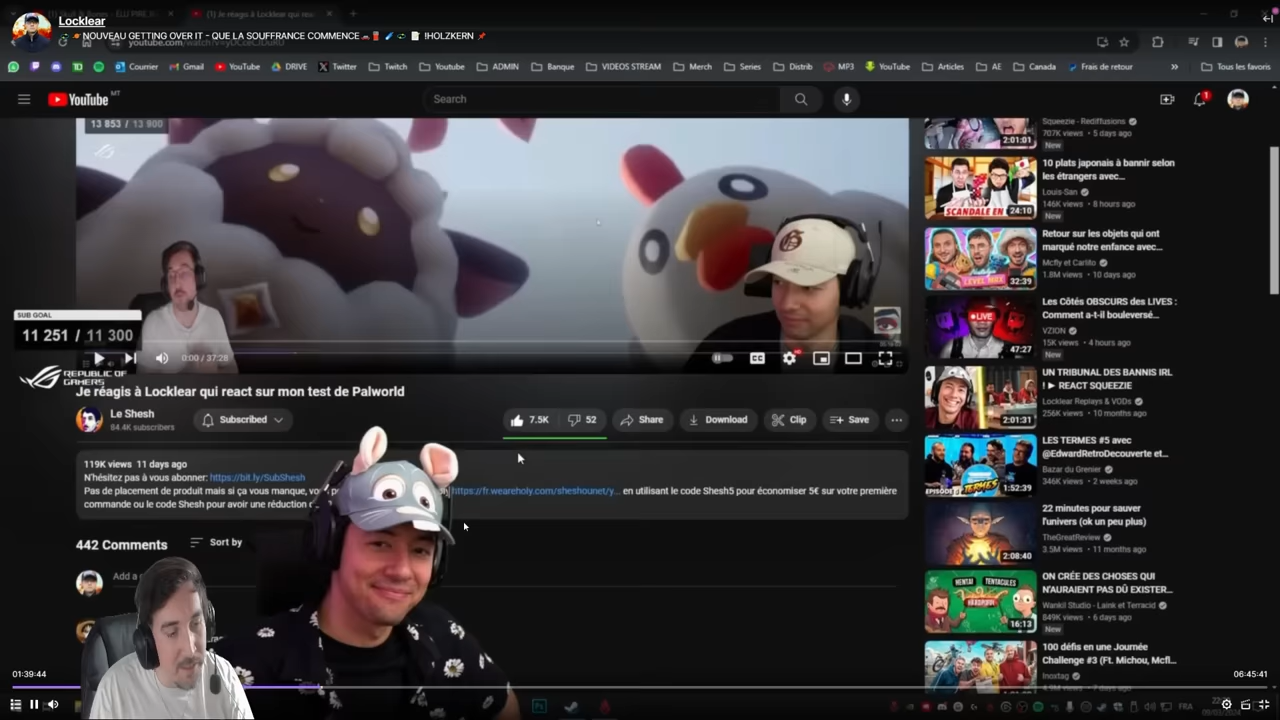 Locklear
NOUVEAU GETTING OVER IT - QUE LA SOUFFRANCE COMMENCE !HOLZKERN
Courrier Gmail YouTube DRIVE Twitter Twitch Youtube ADMIN Banque VIDEOS STREAM Merch Series Distrib MP3 YouTube Articles AE Canada Frais de retour » Tous les favoris
YouTube MT
Search
1
13 853 / 13 900
SUB GOAL
11 251 / 11 300
0:00 / 37:28
CC
REPUBLIC OF
GAMERS
Je réagis à Locklear qui react sur mon test de Palworld
Le Shesh
84.4K subscribers
Subscribed
7.5K
52
Share
Download
Clip
Save
119K views 11 days ago
N'hésitez pas à vous abonner: https://bit.ly/SubShesh
Pas de placement de produit mais si ça vous manque, https://fr.weareholy.com/sheshounet/y... en utilisant le code Shesh5 pour économiser 5€ sur votre première
commande ou le code Shesh pour avoir une réduction
442 Comments
Sort by
Add a
Squeezie - Rediffusions
707K views • 5 days ago
New
2:01:01
10 plats japonais à bannir selon
les étrangers avec...
Louis-San
146K views • 8 hours ago
New
SCANDALE EN
24:10
Retour sur les objets qui ont
marqué notre enfance avec...
Mcfly et Carlito
1.8M views • 10 days ago
32:39
Les Côtés OBSCURS des LIVES :
Comment a-t-il bouleversé...
VZION
15K views • 4 hours ago
New
LIVE
47:27
UN TRIBUNAL DES BANNIS IRL
! ► REACT SQUEEZIE
Locklear Replays & VODs
256K views • 10 months ago
2:01:31
LES TERMES #5 avec
@EdwardRetroDecouverte et...
Bazar du Grenier
346K views • 2 weeks ago
TERMES
1:52:39
22 minutes pour sauver
l'univers (ok un peu plus)
TheGreatReview
3.5M views • 11 months ago
2:08:40
ON CRÉE DES CHOSES QUI
N'AURAIENT PAS DÛ EXISTER...
Wankil Studio - Laink et Terracid
849K views • 6 days ago
New
HENTAI
TENTACULES
16:13
100 défis en une Journée
Challenge #3 (Ft. Michou, Mcfl...
Inoxtag
01:39:44
06:45:41
FRA